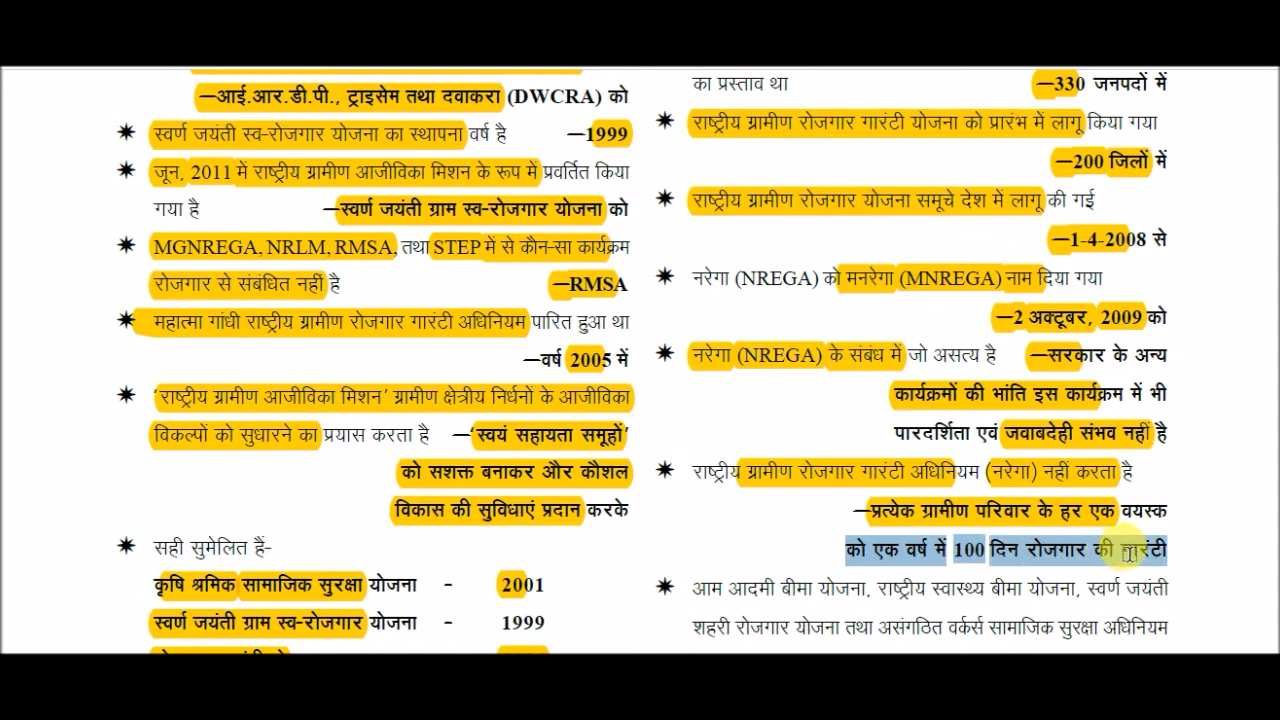 —आई.आर.डी.पी., ट्राइसेम तथा दवाकरा (DWCRA) को
* स्वर्ण जयंती स्व-रोजगार योजना का स्थापना वर्ष है —1999
* जून, 2011 में राष्ट्रीय ग्रामीण आजीविका मिशन के रूप में प्रवर्तित किया
गया है —स्वर्ण जयंती ग्राम स्व-रोजगार योजना को
* MGNREGA, NRLM, RMSA, तथा STEP में से कौन-सा कार्यक्रम
रोजगार से संबंधित नहीं है —RMSA
* महात्मा गांधी राष्ट्रीय ग्रामीण रोजगार गारंटी अधिनियम पारित हुआ था
—वर्ष 2005 में
* 'राष्ट्रीय ग्रामीण आजीविका मिशन' ग्रामीण क्षेत्रीय निर्धनों के आजीविका
विकल्पों को सुधारने का प्रयास करता है —'स्वयं सहायता समूहों'
को सशक्त बनाकर और कौशल
विकास की सुविधाएं प्रदान करके
* सही सुमेलित हैं-
कृषि श्रमिक सामाजिक सुरक्षा योजना - 2001
स्वर्ण जयंती ग्राम स्व-रोजगार योजना - 1999
का प्रस्ताव था —330 जनपदों में
* राष्ट्रीय ग्रामीण रोजगार गारंटी योजना को प्रारंभ में लागू किया गया
—200 जिलों में
* राष्ट्रीय ग्रामीण रोजगार योजना समूचे देश में लागू की गई
—1-4-2008 से
* नरेगा (NREGA) को मनरेगा (MNREGA) नाम दिया गया
—2 अक्टूबर, 2009 को
* नरेगा (NREGA) के संबंध में जो असत्य है —सरकार के अन्य
कार्यक्रमों की भांति इस कार्यक्रम में भी
पारदर्शिता एवं जवाबदेही संभव नहीं है
* राष्ट्रीय ग्रामीण रोजगार गारंटी अधिनियम (नरेगा) नहीं करता है
—प्रत्येक ग्रामीण परिवार के हर एक वयस्क
को एक वर्ष में 100 दिन रोजगार की गारंटी
* आम आदमी बीमा योजना, राष्ट्रीय स्वास्थ्य बीमा योजना, स्वर्ण जयंती
शहरी रोजगार योजना तथा असंगठित वर्कर्स सामाजिक सुरक्षा अधिनियम